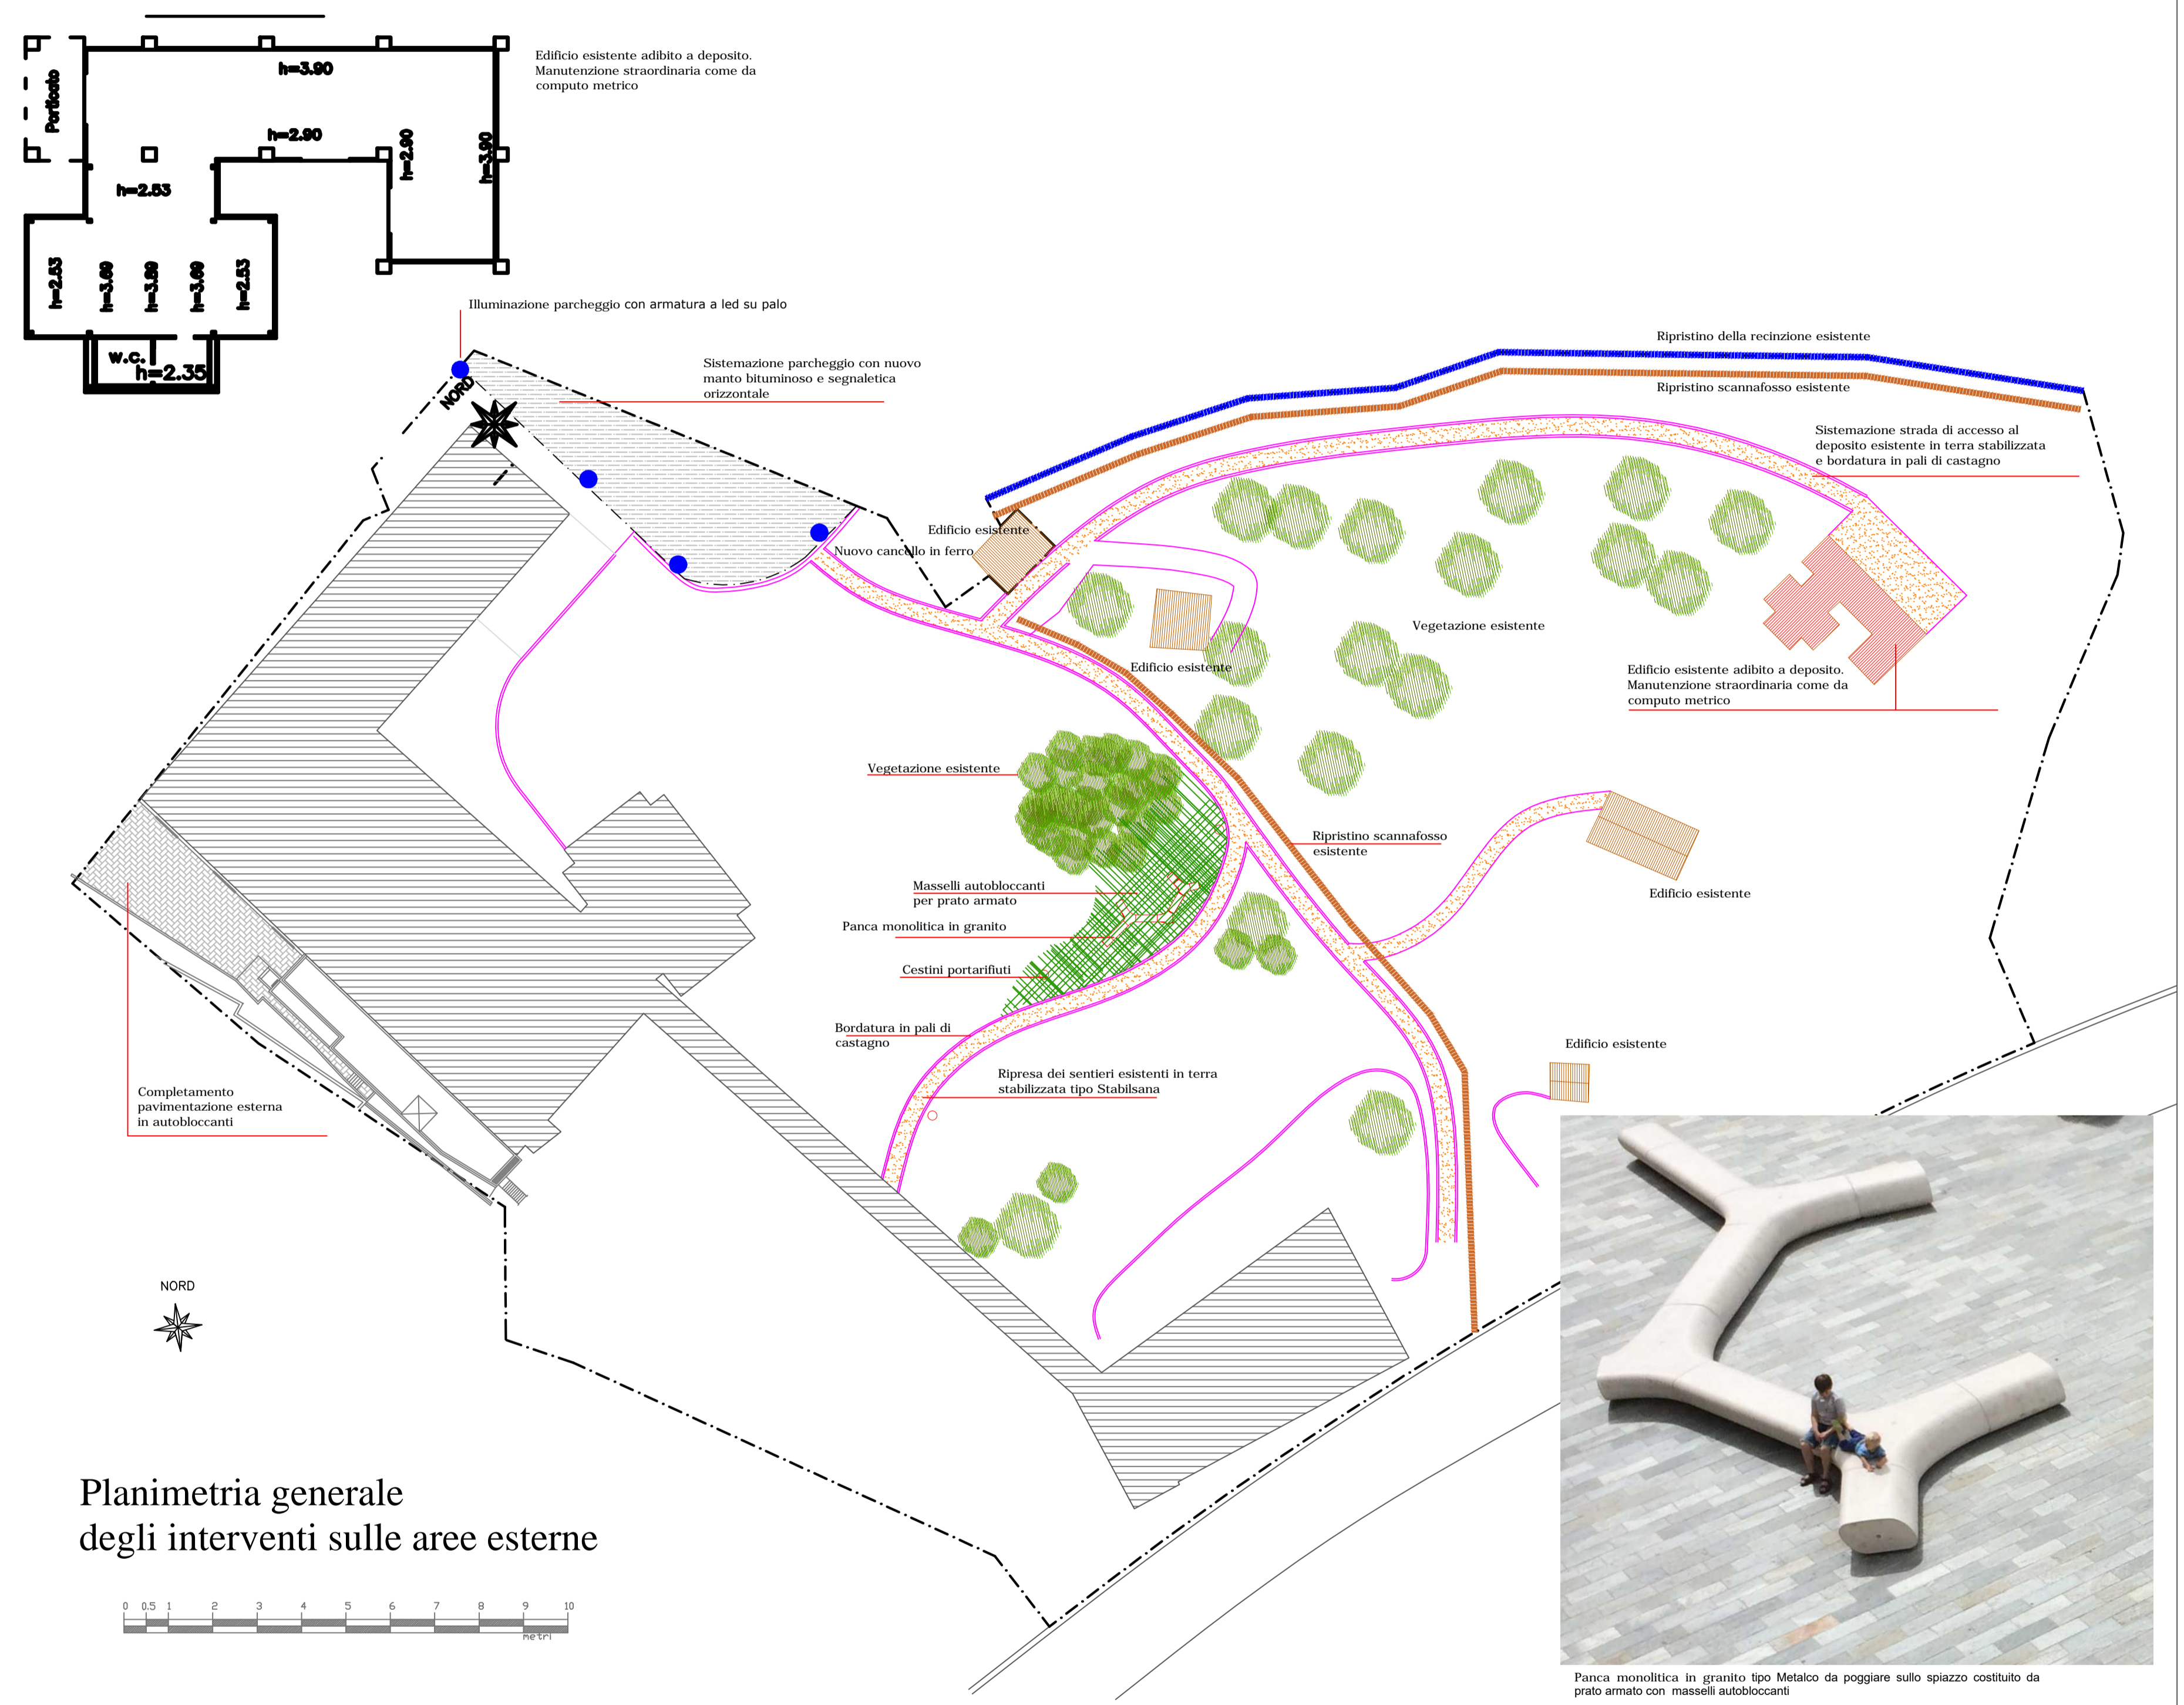 Porticato
h=3.90
h=2.90
h=2.90
h=3.90
h=2.53
h=2.53
h=3.69
h=3.89
h=3.69
h=2.53
w.c.
h=2.35
Edificio esistente adibito a deposito.
Manutenzione straordinaria come da
computo metrico
Illuminazione parcheggio con armatura a led su palo
NORD
Sistemazione parcheggio con nuovo
manto bituminoso e segnaletica
orizzontale
Ripristino della recinzione esistente
Ripristino scannafosso esistente
Sistemazione strada di accesso al
deposito esistente in terra stabilizzata
e bordatura in pali di castagno
Edificio esistente
Nuovo cancello in ferro
Vegetazione esistente
Edificio esistente
Edificio esistente adibito a deposito.
Manutenzione straordinaria come da
computo metrico
Vegetazione esistente
Ripristino scannafosso
esistente
Edificio esistente
Masselli autobloccanti
per prato armato
Panca monolitica in granito
Cestini portarifiuti
Bordatura in pali di
castagno
Edificio esistente
Ripresa dei sentieri esistenti in terra
stabilizzata tipo Stabilsana
Completamento
pavimentazione esterna
in autobloccanti
NORD
Planimetria generale
degli interventi sulle aree esterne
0 0.5 1 2 3 4 5 6 7 8 9 10
metri
Panca monolitica in granito tipo Metalco da poggiare sullo spiazzo costituito da
prato armato con masselli autobloccanti